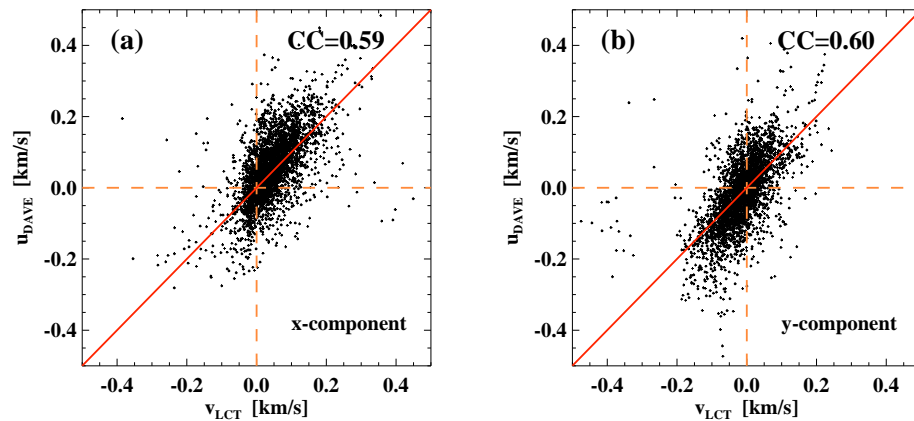 (a) CC=0.59
0.4
0.2
0.0
-0.2
-0.4
u_DAVE [km/s]
x-component
-0.4 -0.2 0.0 0.2 0.4
v_LCT [km/s]
(b) CC=0.60
0.4
0.2
0.0
-0.2
-0.4
u_DAVE [km/s]
y-component
-0.4 -0.2 0.0 0.2 0.4
v_LCT [km/s]